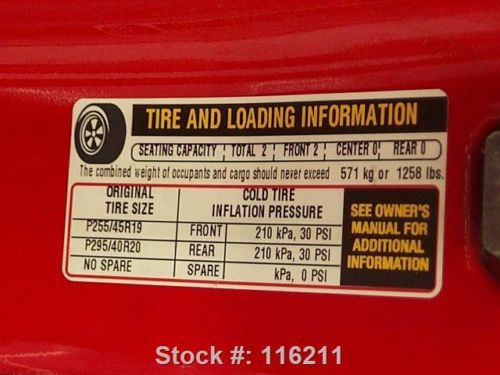 TIRE AND LOADING INFORMATION
SEATING CAPACITY TOTAL 2 FRONT 2 CENTER 0 REAR 0
The combined weight of occupants and cargo should never exceed 571 kg or 1258 lbs.
ORIGINAL TIRE SIZE
COLD TIRE INFLATION PRESSURE
P255/45R19 FRONT 210 kPa, 30 PSI
P295/40R20 REAR 210 kPa, 30 PSI
NO SPARE SPARE kPa, 0 PSI
SEE OWNER'S
MANUAL FOR
ADDITIONAL
INFORMATION
Stock #: 116211